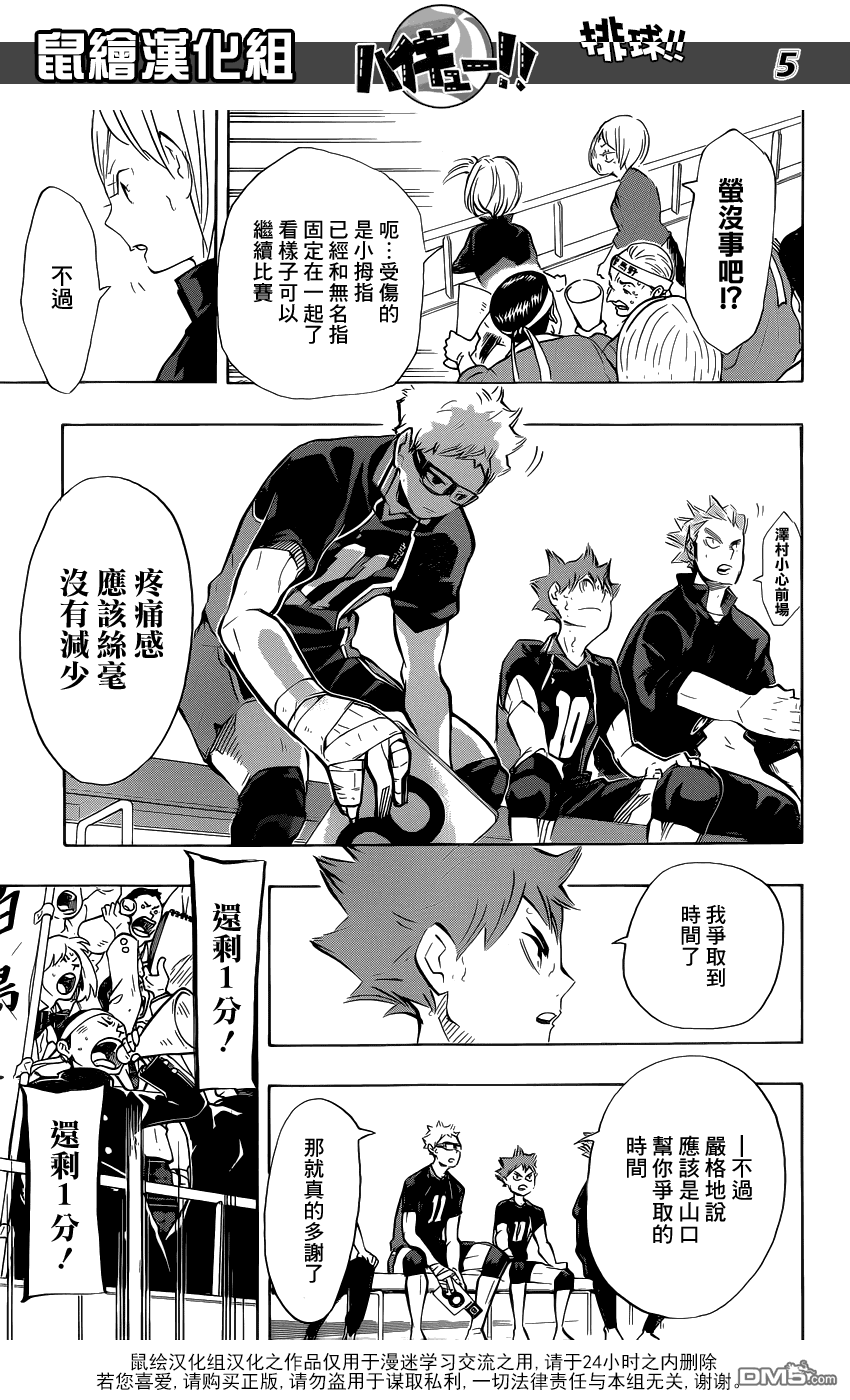 鼠繪漢化組
ハイキュー!!
排球!!
5
螢沒事吧!?
呃…受傷的
是小拇指
已經和無名指
固定在一起了
看樣子可以
繼續比賽
不過
澤村小心前場
疼痛感
應該絲毫
沒有減少
我爭取到
時間了
還剩1分!
還剩1分!
—不過
嚴格地說
應該是山口
幫你爭取的
時間
那就真的
多謝了
11
10
11
10
鼠绘汉化组汉化之作品仅用于漫迷学习交流之用, 请于24小时之内删除
若您喜爱, 请购买正版, 请勿用于谋取私利, 一切法律责任与本组无关, 谢谢。
DM5.com